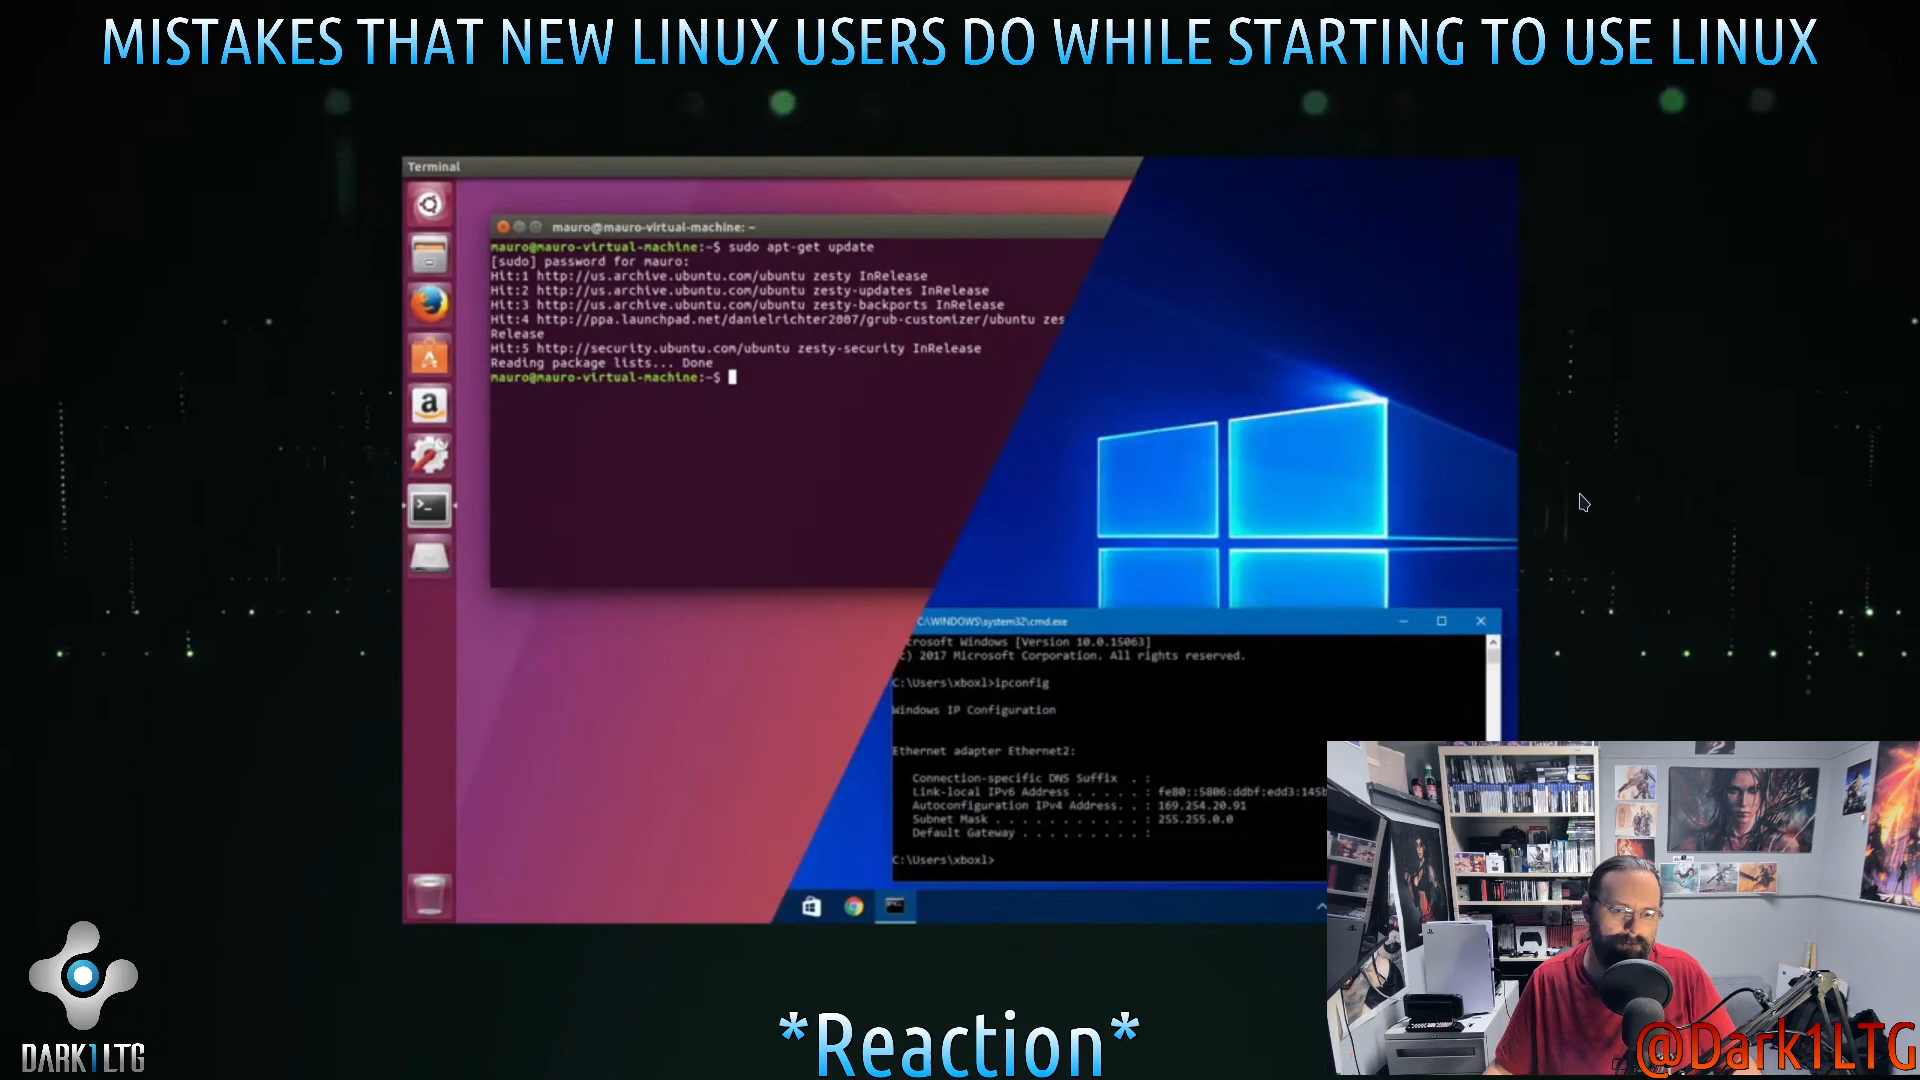 MISTAKES THAT NEW LINUX USERS DO WHILE STARTING TO USE LINUX
Terminal
mauro@mauro-virtual-machine: ~
mauro@mauro-virtual-machine:~$ sudo apt-get update
[sudo] password for mauro:
Hit:1 http://us.archive.ubuntu.com/ubuntu zesty InRelease
Hit:2 http://us.archive.ubuntu.com/ubuntu zesty-updates InRelease
Hit:3 http://us.archive.ubuntu.com/ubuntu zesty-backports InRelease
Hit:4 http://ppa.launchpad.net/danielrichter2007/grub-customizer/ubuntu zes
Release
Hit:5 http://security.ubuntu.com/ubuntu zesty-security InRelease
Reading package lists... Done
mauro@mauro-virtual-machine:~$
a
C:\WINDOWS\system32\cmd.exe
crosoft Windows [Version 10.0.15063]
c) 2017 Microsoft Corporation. All rights reserved.
C:\Users\xboxl>ipconfig
Windows IP Configuration
Ethernet adapter Ethernet2:
Connection-specific DNS Suffix . :
Link-local IPv6 Address . . . . . : fe80::5806:ddbf:edd3:145b
Autoconfiguration IPv4 Address. . : 169.254.20.91
Subnet Mask . . . . . . . . . . . : 255.255.0.0
Default Gateway . . . . . . . . . :
C:\Users\xboxl>
DARK1LTG
*Reaction*
@Dark1LTG